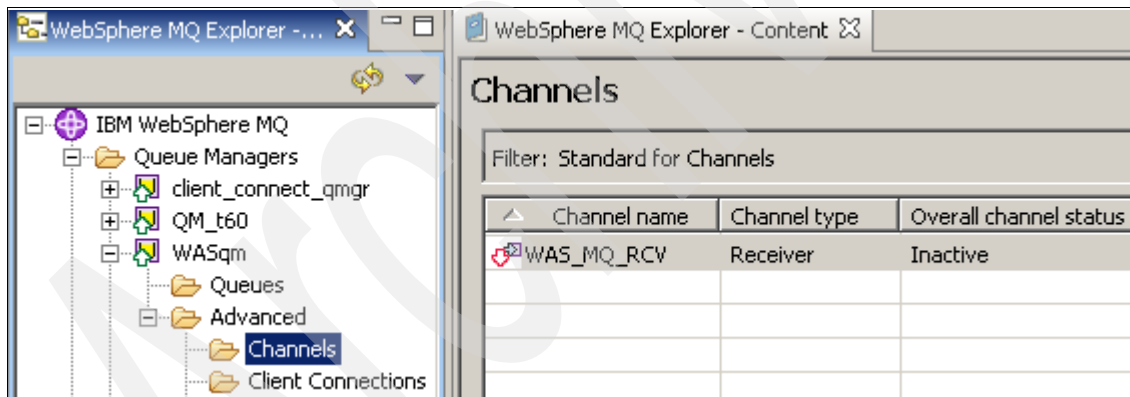 WebSphere MQ Explorer -...
IBM WebSphere MQ
Queue Managers
client_connect_qmgr
QM_t60
WASqm
Queues
Advanced
Channels
Client Connections
WebSphere MQ Explorer - Content
Channels
Filter: Standard for Channels
Channel name Channel type Overall channel status
WAS_MQ_RCV Receiver Inactive